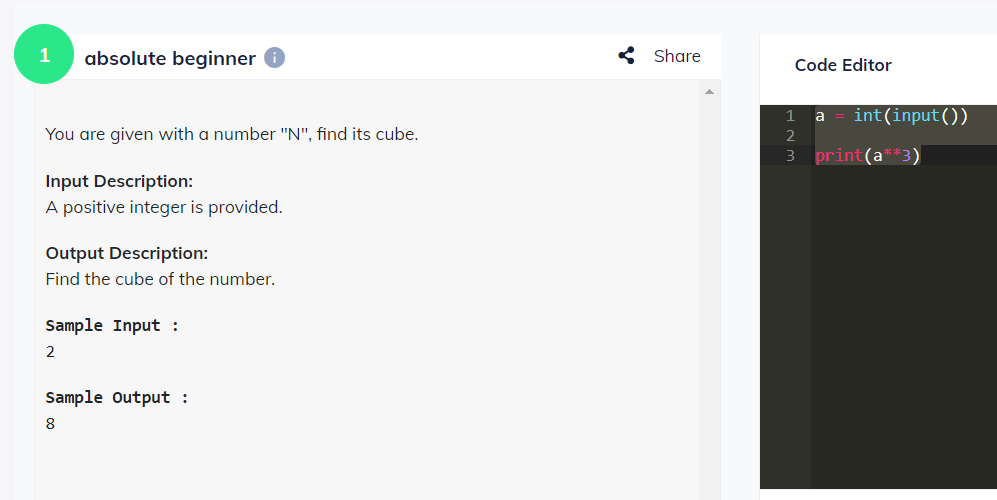 1
absolute beginner i
Share
You are given with a number "N", find its cube.
Input Description:
A positive integer is provided.
Output Description:
Find the cube of the number.
Sample Input :
2
Sample Output :
8
Code Editor
1 a = int(input())
2
3 print(a**3)